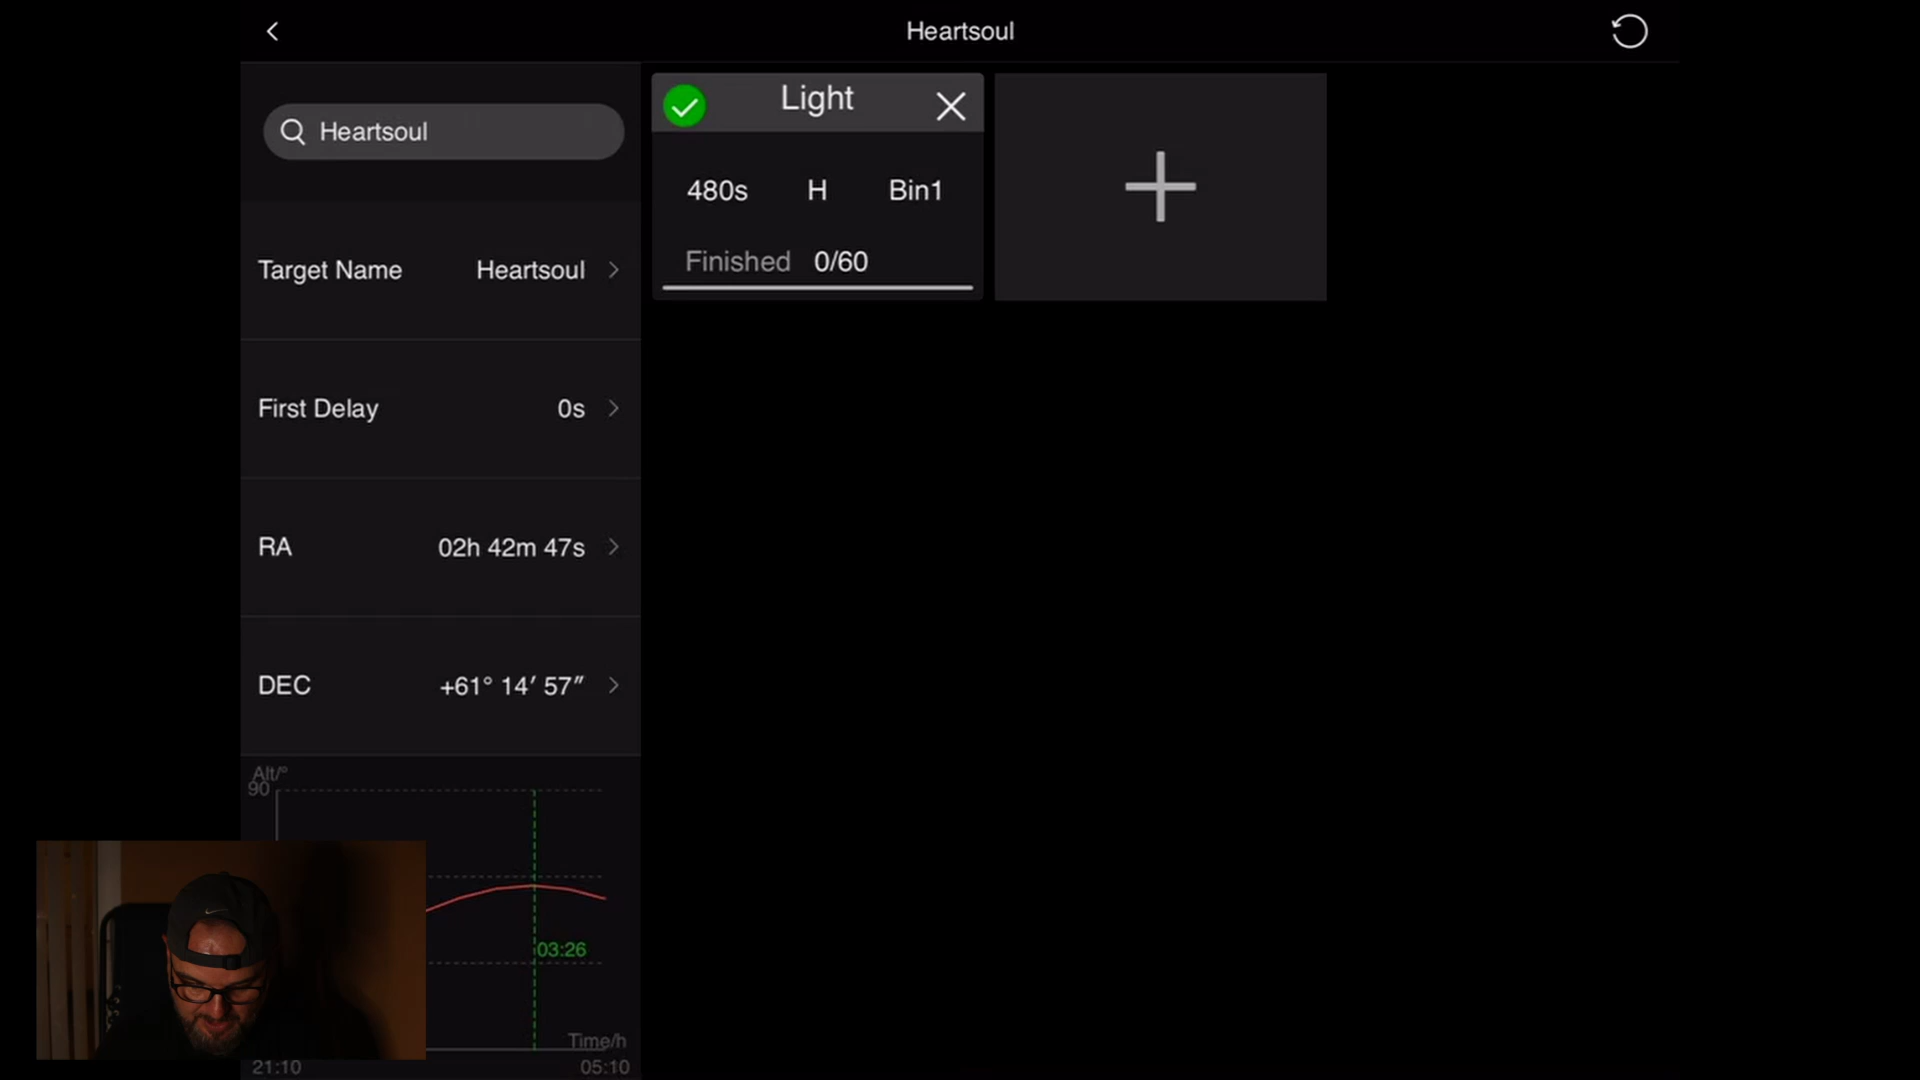 Heartsoul
Heartsoul
Target Name Heartsoul
First Delay 0s
RA 02h 42m 47s
DEC +61° 14′ 57″
Light
480s H Bin1
Finished 0/60
Alt/°
90
03:26
Time/h
21:10 05:10